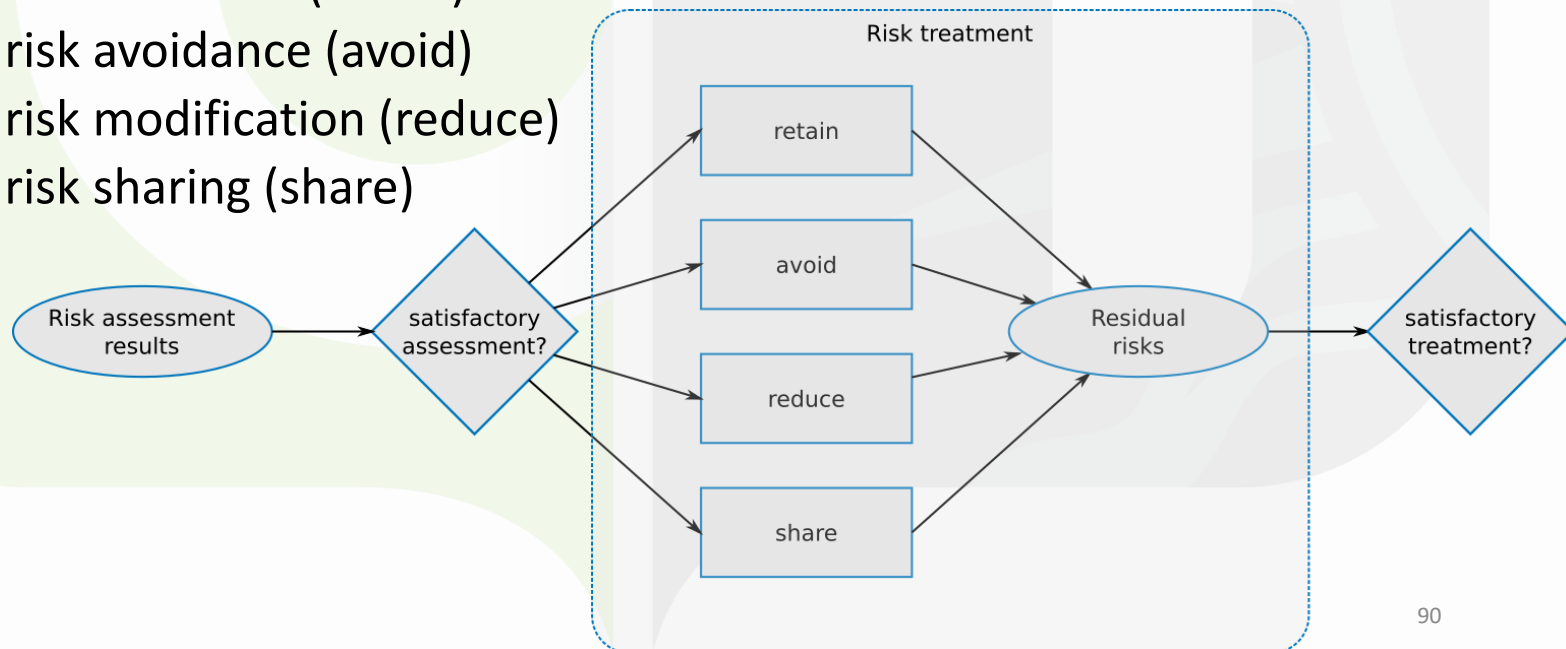 risk avoidance (avoid)
risk modification (reduce)
risk sharing (share)
Risk treatment
retain
avoid
reduce
share
Risk assessment
results
satisfactory
assessment?
Residual
risks
satisfactory
treatment?
90